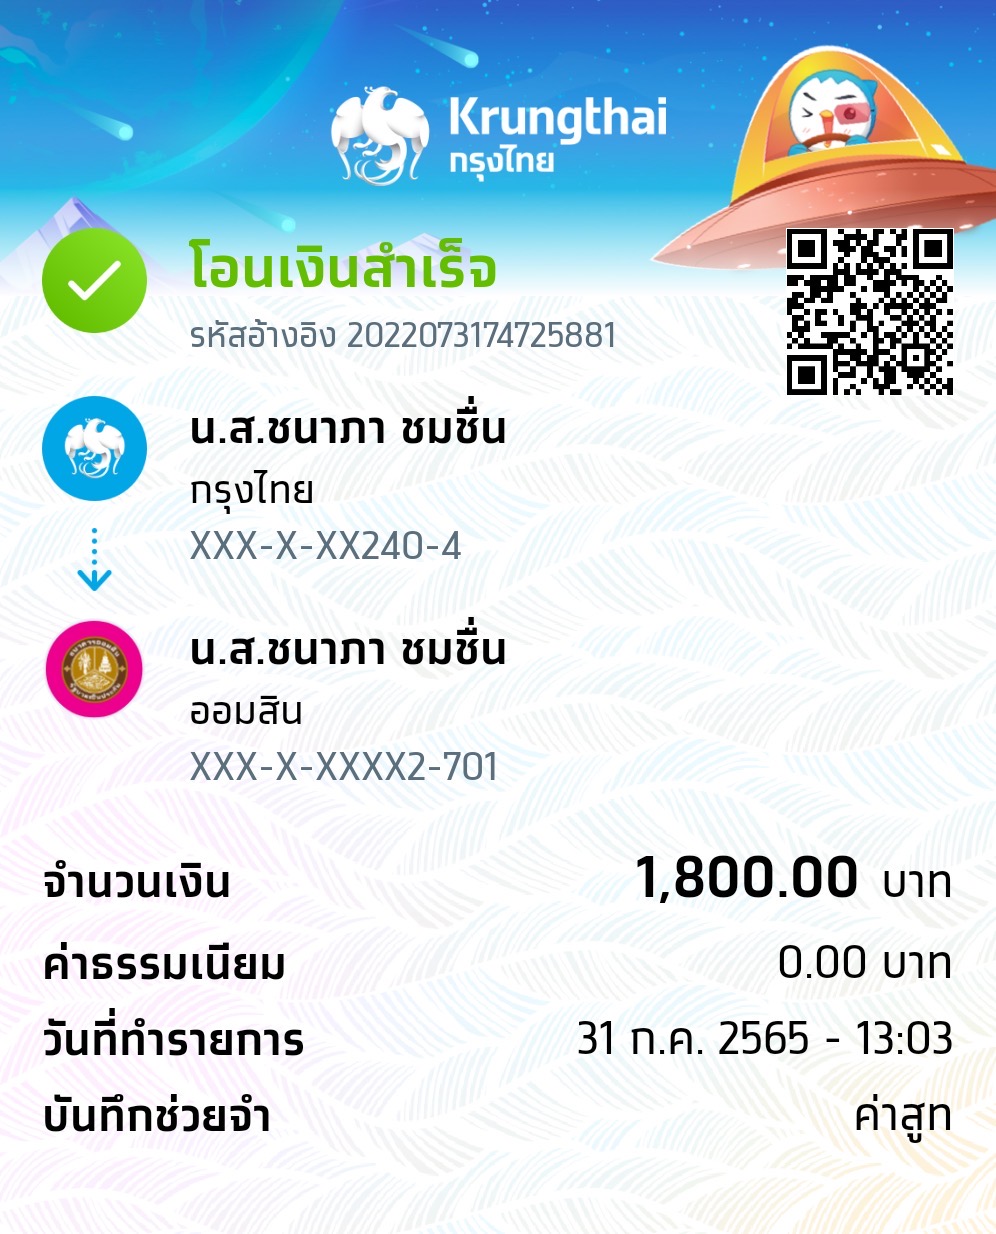 Krungthai
กรุงไทย
โอนเงินสำเร็จ
รหัสอ้างอิง 2022073174725881
น.ส.ชนาภา ชมชื่น
กรุงไทย
XXX-X-XX240-4
น.ส.ชนาภา ชมชื่น
ออมสิน
XXX-X-XXXX2-701
จำนวนเงิน 1,800.00 บาท
ค่าธรรมเนียม 0.00 บาท
วันที่ทำรายการ 31 ก.ค. 2565 - 13:03
บันทึกช่วยจำ ค่าสูท